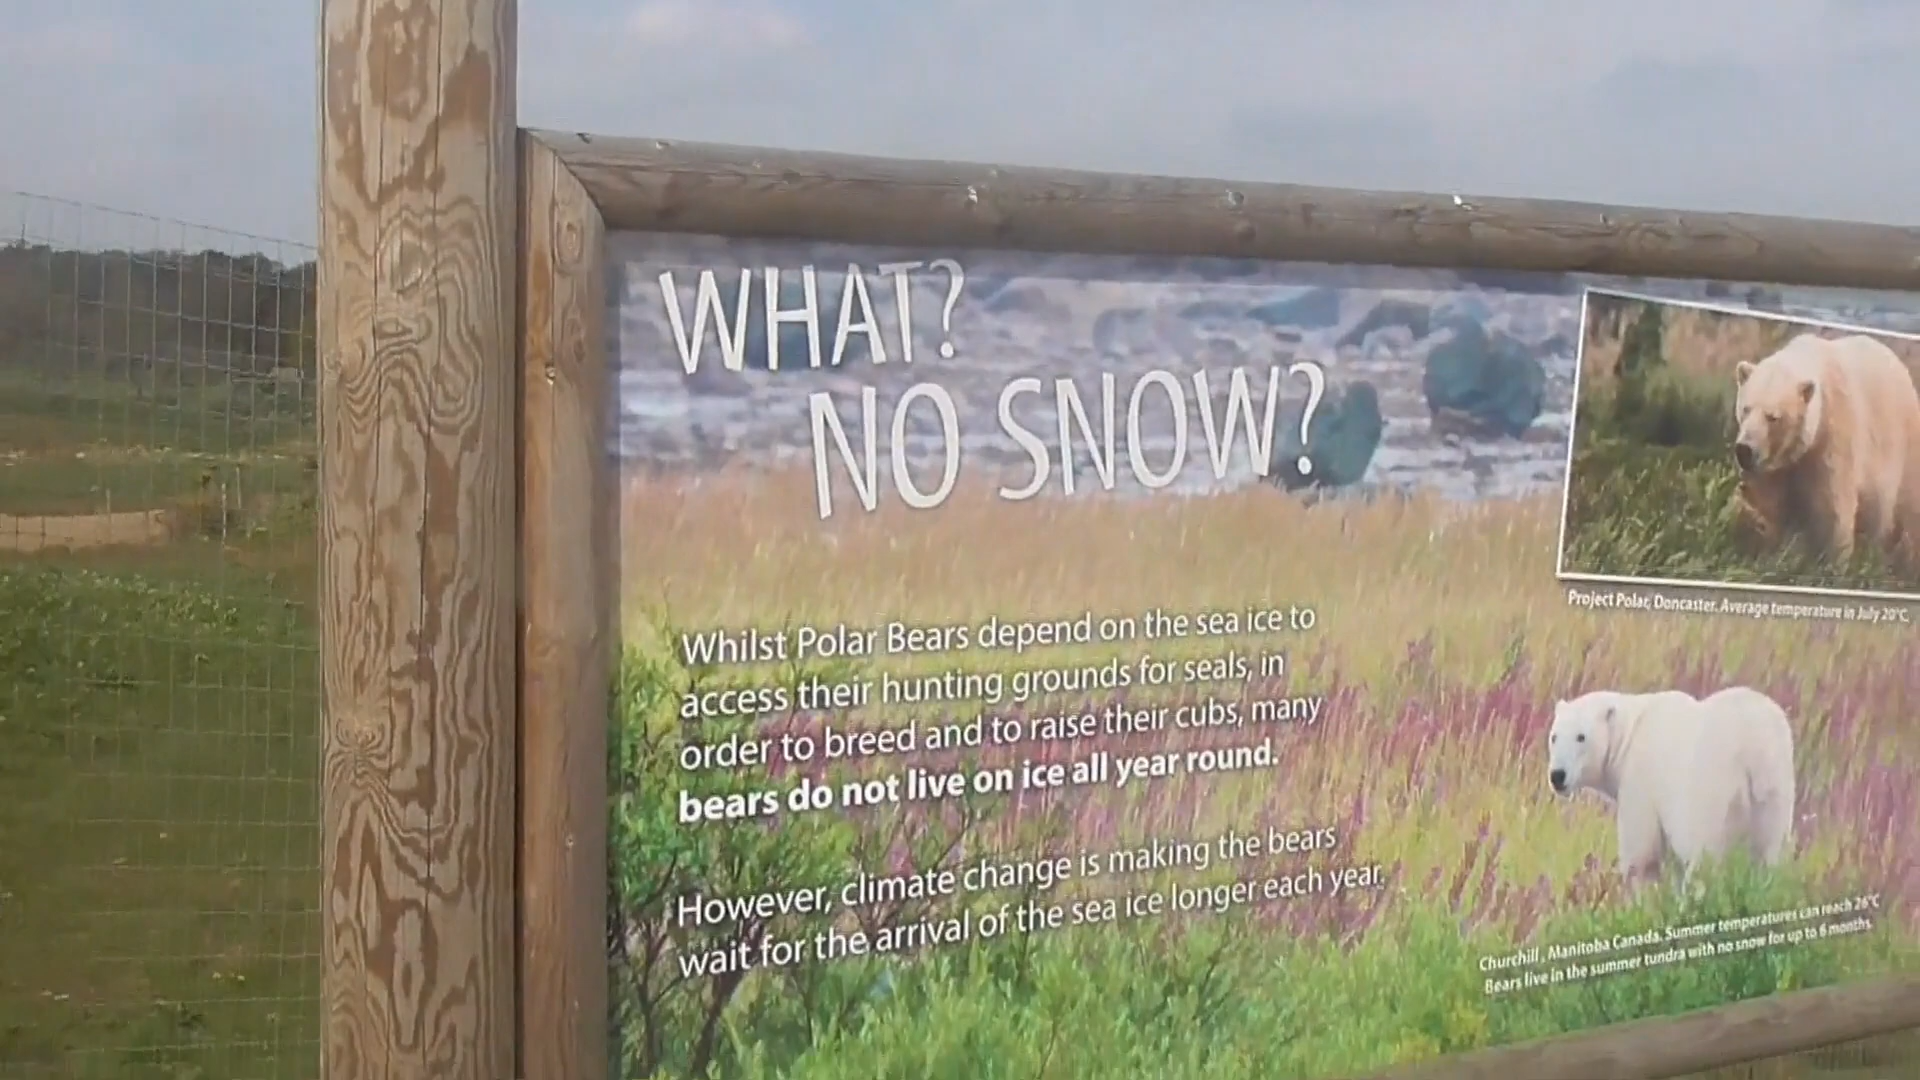 WHAT?
NO SNOW?
Whilst Polar Bears depend on the sea ice to
access their hunting grounds for seals, in
order to breed and to raise their cubs, many
bears do not live on ice all year round.
However, climate change is making the bears
wait for the arrival of the sea ice longer each year.
Project Polar, Doncaster. Average temperature in July 20°C.
Churchill , Manitoba Canada. Summer temperatures can reach 26°C
Bears live in the summer tundra with no snow for up to 6 months.